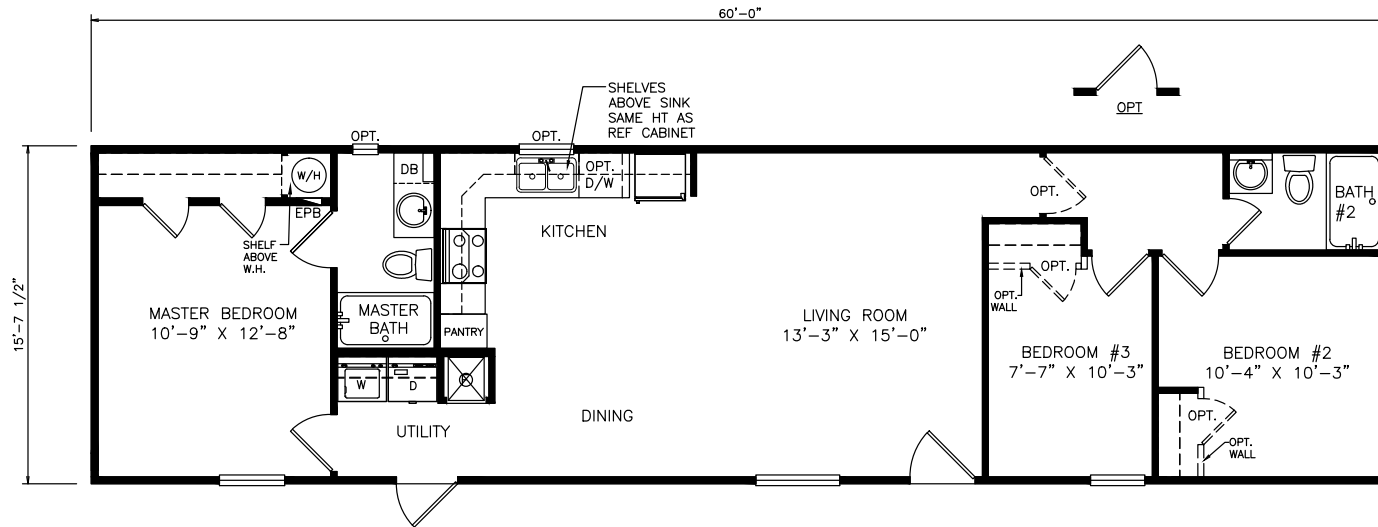 60'-0"
OPT
SHELVES
ABOVE SINK
SAME HT AS
REF CABINET
OPT.
OPT.
15'-7 1/2"
W/H
EPB
SHELF
ABOVE
W.H.
DB
OPT.
D/W
KITCHEN
MASTER BEDROOM
10'-9" X 12'-8"
MASTER
BATH
PANTRY
W
D
UTILITY
DINING
LIVING ROOM
13'-3" X 15'-0"
OPT.
BATH
#2
OPT.
OPT.
WALL
BEDROOM #3
7'-7" X 10'-3"
BEDROOM #2
10'-4" X 10'-3"
OPT.
OPT.
WALL